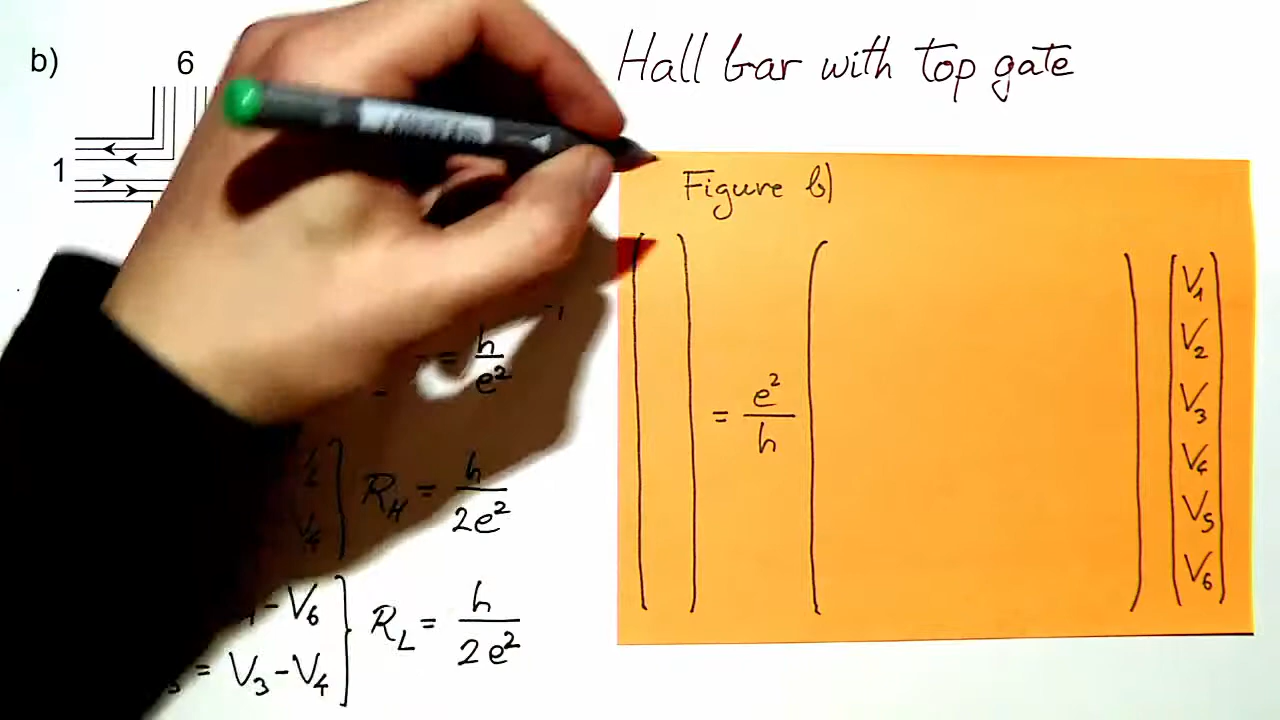 b)
6
1
Hall bar with top gate
Figure b)
= e²/h
V₁
V₂
V₃
V₄
V₅
V₆
= h/e²
-1
R_H = h/2e²
- V₆
R_L = h/2e²
= V₃ - V₄